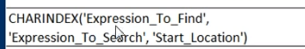 CHARINDEX('Expression_To_Find',
'Expression_To_Search', 'Start_Location')